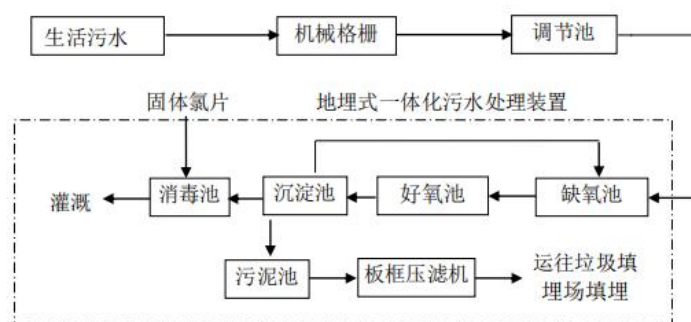 生活污水
机械格栅
调节池
固体氯片
地埋式一体化污水处理装置
灌溉
消毒池
沉淀池
好氧池
缺氧池
污泥池
板框压滤机
运往垃圾填
埋场填埋